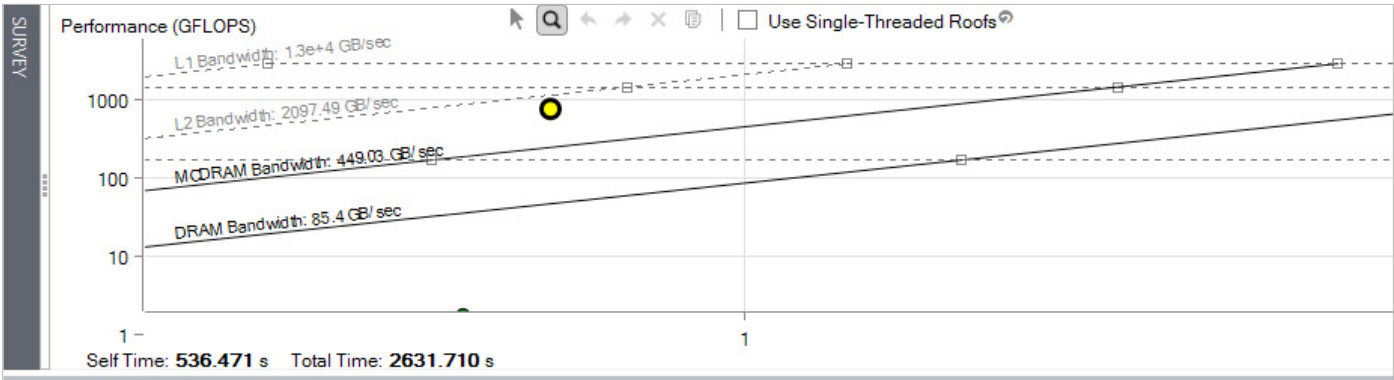 SURVEY
Performance (GFLOPS)
Use Single-Threaded Roofs
L1 Bandwidth: 1.3e+4 GB/sec
1000
L2 Bandwidth: 2097.49 GB/sec
MCDRAM Bandwidth: 449.03 GB/sec
100
DRAM Bandwidth: 85.4 GB/sec
10
1
1
Self Time: 536.471 s Total Time: 2631.710 s